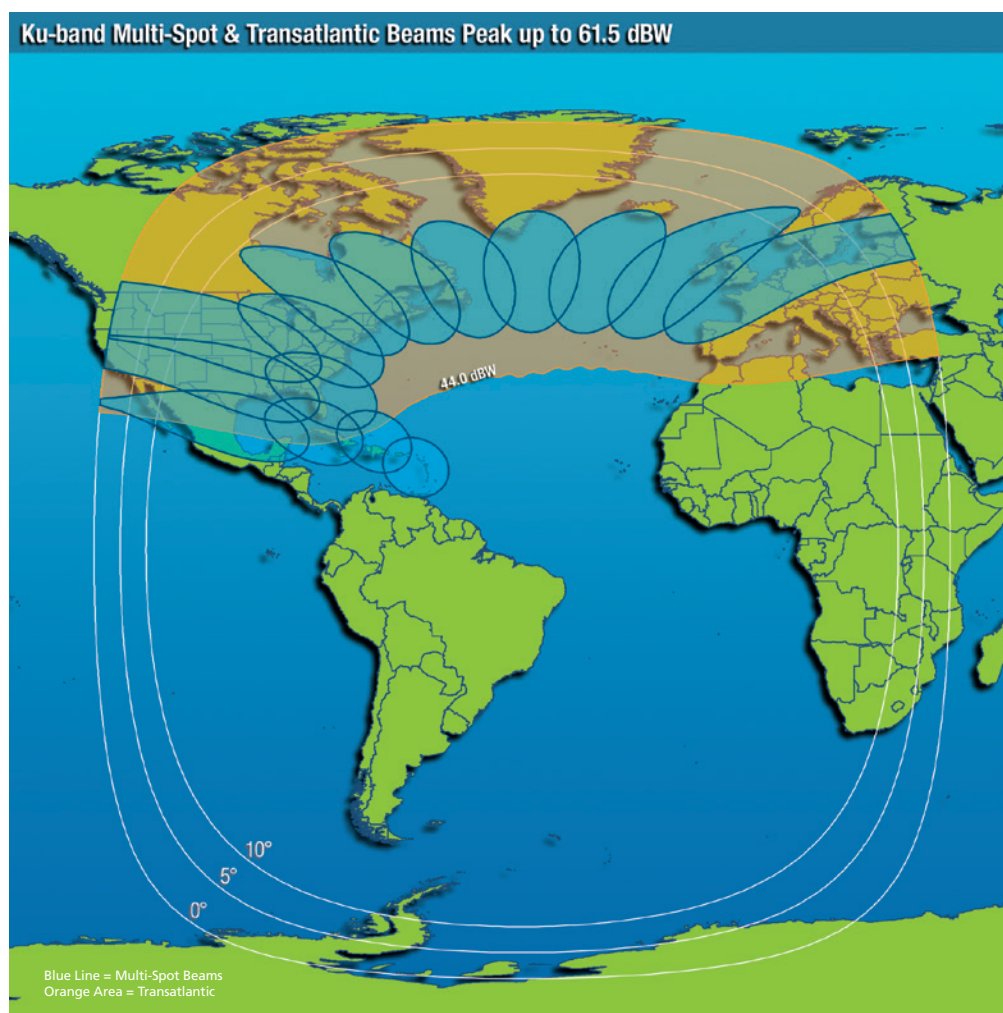 Ku-band Multi-Spot & Transatlantic Beams Peak up to 61.5 dBW
44.0 dBW
10°
5°
0°
Blue Line = Multi-Spot Beams
Orange Area = Transatlantic